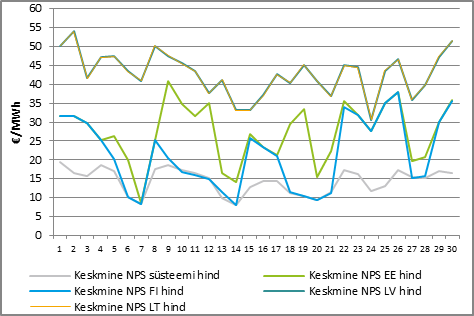 60
55
50
45
40
35
30
25
20
15
10
5
0
€/MWh
1 2 3 4 5 6 7 8 9 10 11 12 13 14 15 16 17 18 19 20 21 22 23 24 25 26 27 28 29 30
Keskmine NPS süsteemi hind
Keskmine NPS EE hind
Keskmine NPS FI hind
Keskmine NPS LV hind
Keskmine NPS LT hind